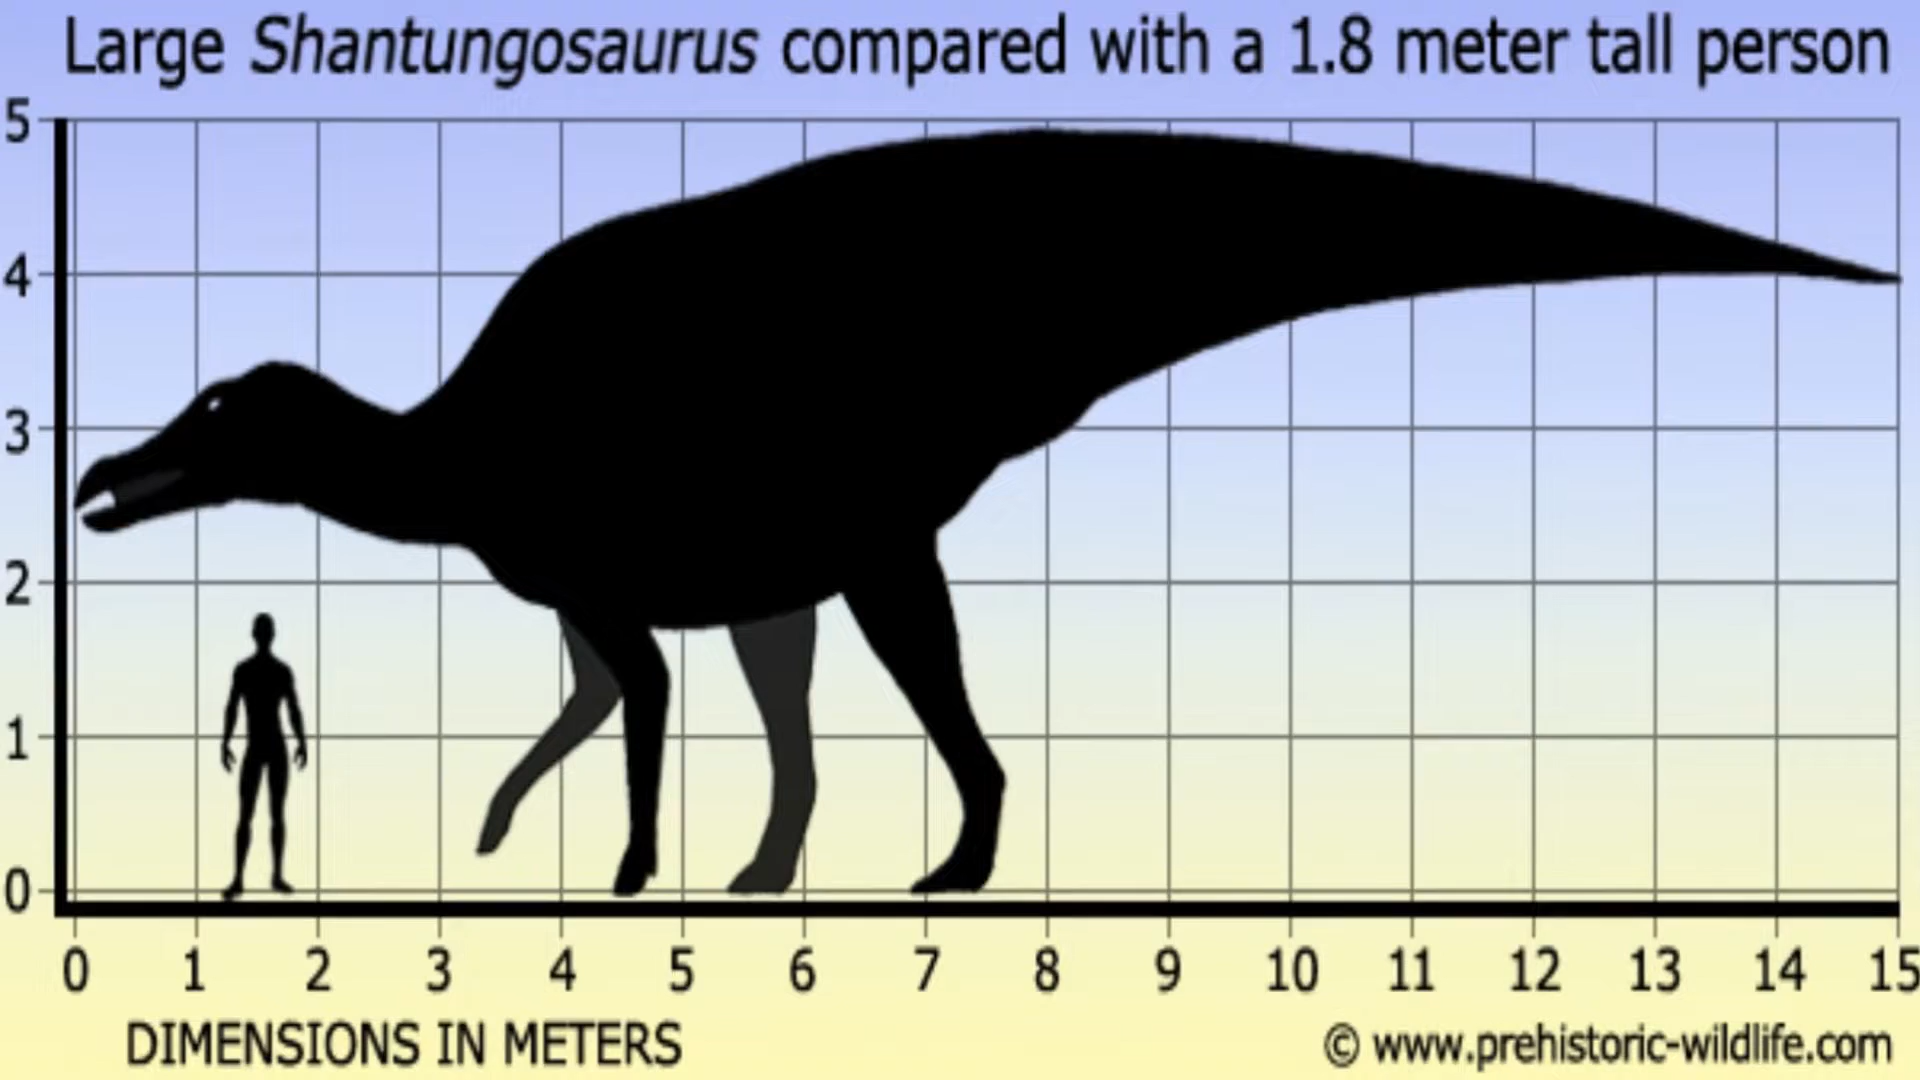 Large Shantungosaurus compared with a 1.8 meter tall person
5
4
3
2
1
0
0 1 2 3 4 5 6 7 8 9 10 11 12 13 14 15
DIMENSIONS IN METERS
© www.prehistoric-wildlife.com